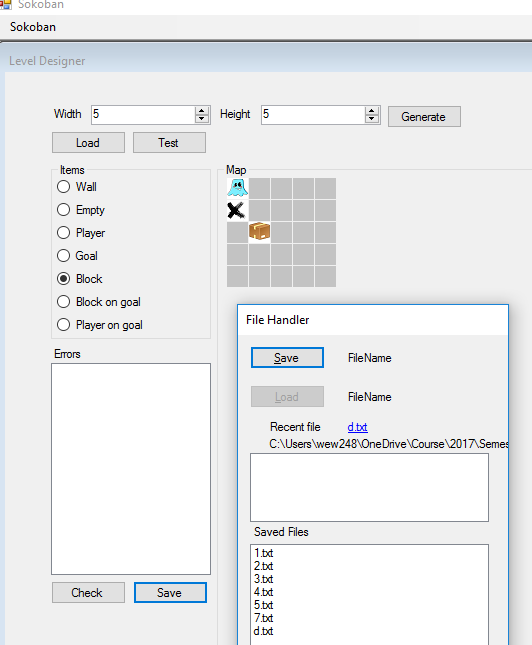 Sokoban
Sokoban
Level Designer
Width 5 Height 5 Generate
Load Test
Items
Wall
Empty
Player
Goal
Block
Block on goal
Player on goal
Map
Errors
Check Save
File Handler
Save FileName
Load FileName
Recent file d.txt
C:\Users\wew248\OneDrive\Course\2017\Semes
Saved Files
1.txt
2.txt
3.txt
4.txt
5.txt
7.txt
d.txt